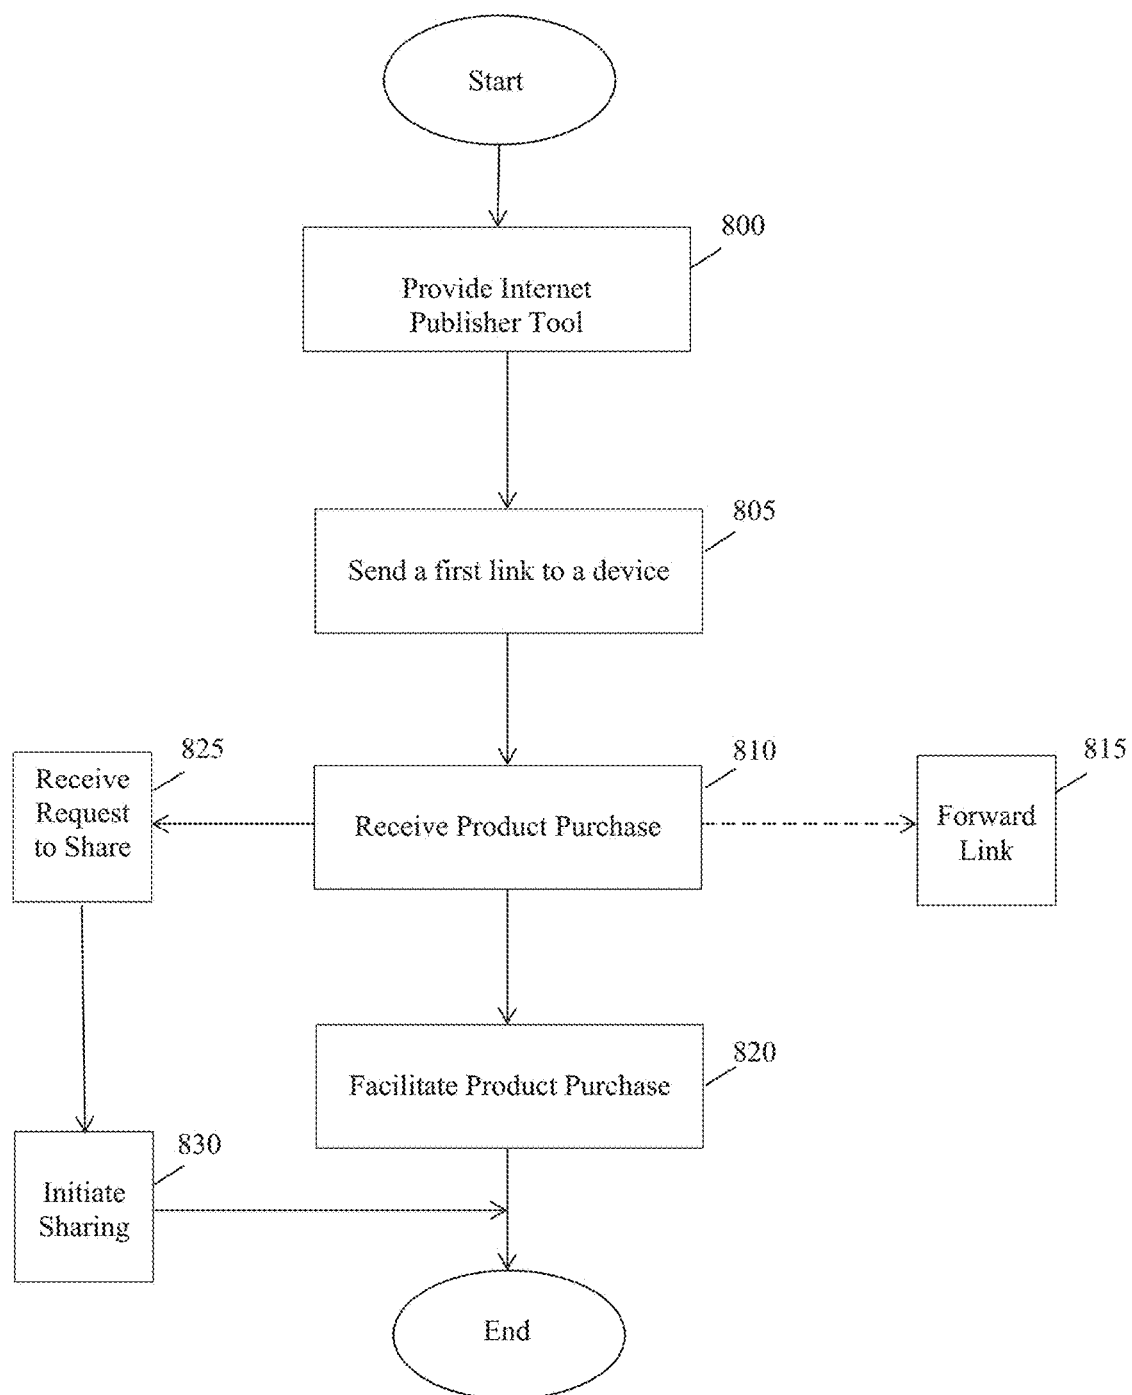 Start
800
Provide Internet
Publisher Tool
805
Send a first link to a device
825
Receive
Request
to Share
810
Receive Product Purchase
815
Forward
Link
820
Facilitate Product Purchase
830
Initiate
Sharing
End